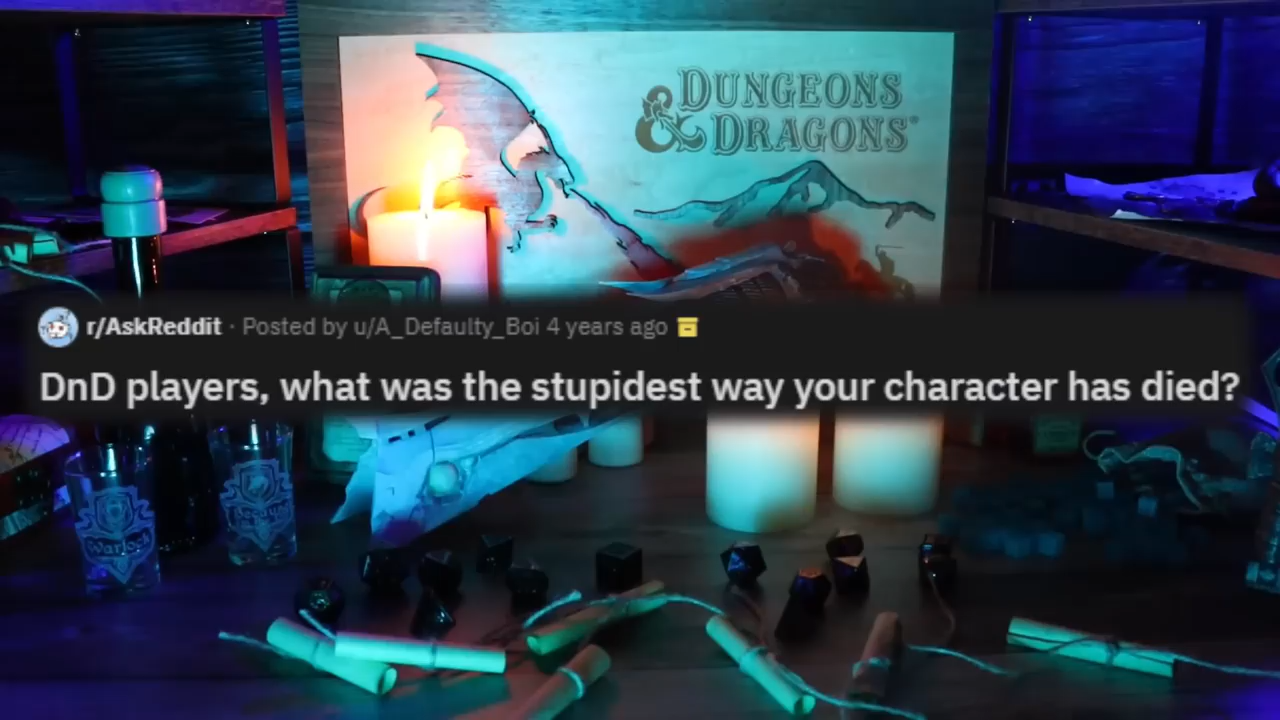 DUNGEONS
& DRAGONS®
r/AskReddit · Posted by u/A_Defaulty_Boi 4 years ago
DnD players, what was the stupidest way your character has died?
Warlock